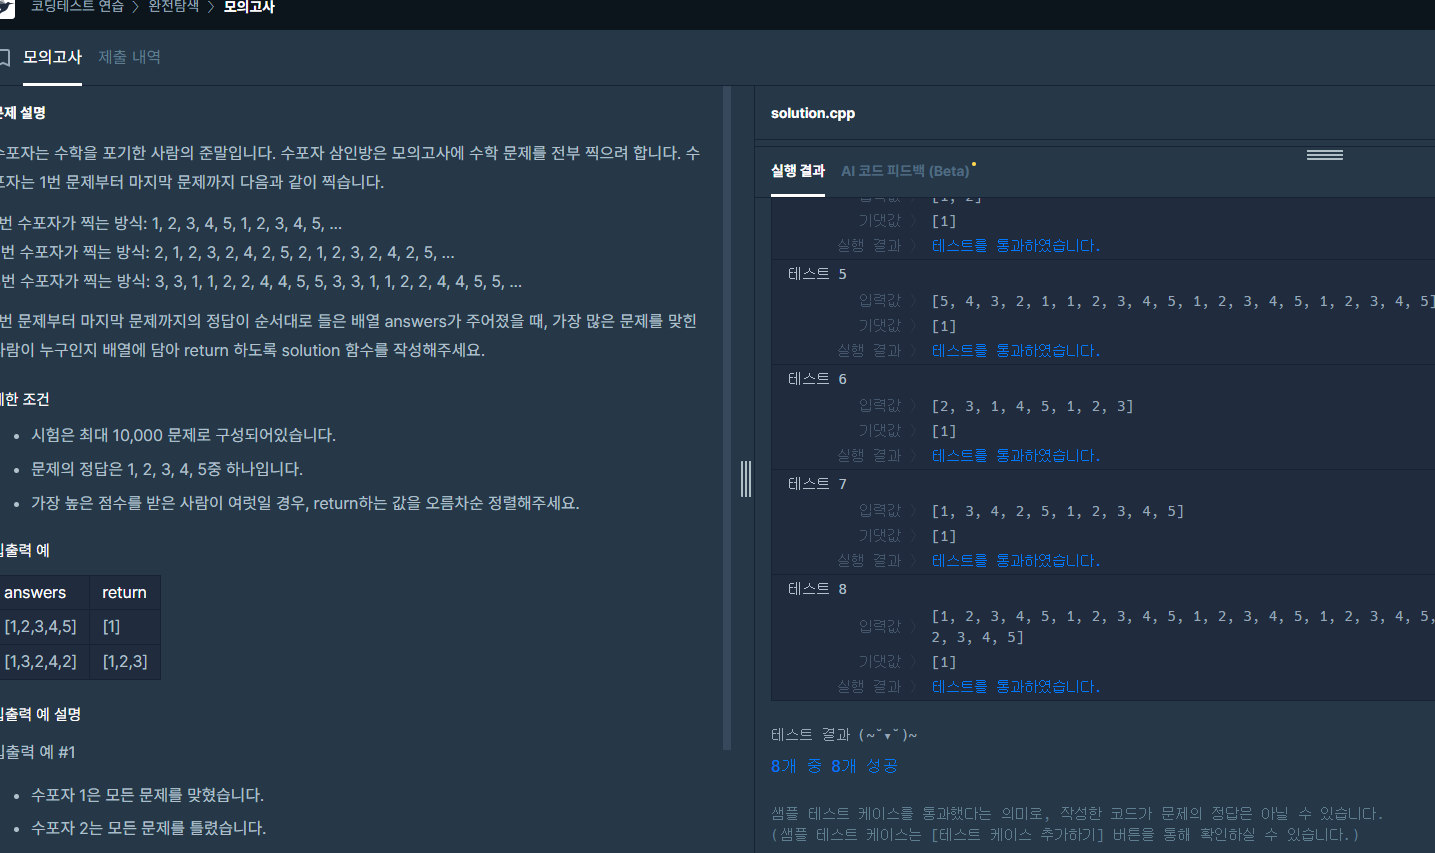 코딩테스트 연습 > 완전탐색 > 모의고사
모의고사 제출 내역
제 설명
포자는 수학을 포기한 사람의 준말입니다. 수포자 삼인방은 모의고사에 수학 문제를 전부 찍으려 합니다. 수
포자는 1번 문제부터 마지막 문제까지 다음과 같이 찍습니다.
번 수포자가 찍는 방식: 1, 2, 3, 4, 5, 1, 2, 3, 4, 5, ...
번 수포자가 찍는 방식: 2, 1, 2, 3, 2, 4, 2, 5, 2, 1, 2, 3, 2, 4, 2, 5, ...
번 수포자가 찍는 방식: 3, 3, 1, 1, 2, 2, 4, 4, 5, 5, 3, 3, 1, 1, 2, 2, 4, 4, 5, 5, ...
번 문제부터 마지막 문제까지의 정답이 순서대로 들은 배열 answers가 주어졌을 때, 가장 많은 문제를 맞힌
사람이 누구인지 배열에 담아 return 하도록 solution 함수를 작성해주세요.
한 조건
• 시험은 최대 10,000 문제로 구성되어있습니다.
• 문제의 정답은 1, 2, 3, 4, 5중 하나입니다.
• 가장 높은 점수를 받은 사람이 여럿일 경우, return하는 값을 오름차순 정렬해주세요.
출력 예
answers return
[1,2,3,4,5] [1]
[1,3,2,4,2] [1,2,3]
출력 예 설명
출력 예 #1
• 수포자 1은 모든 문제를 맞혔습니다.
• 수포자 2는 모든 문제를 틀렸습니다.
solution.cpp
실행 결과 AI 코드 피드백 (Beta)
입력값 〉 [1, 2]
기댓값 〉 [1]
실행 결과 〉 테스트를 통과하였습니다.
테스트 5
입력값 〉 [5, 4, 3, 2, 1, 1, 2, 3, 4, 5, 1, 2, 3, 4, 5, 1, 2, 3, 4, 5]
기댓값 〉 [1]
실행 결과 〉 테스트를 통과하였습니다.
테스트 6
입력값 〉 [2, 3, 1, 4, 5, 1, 2, 3]
기댓값 〉 [1]
실행 결과 〉 테스트를 통과하였습니다.
테스트 7
입력값 〉 [1, 3, 4, 2, 5, 1, 2, 3, 4, 5]
기댓값 〉 [1]
실행 결과 〉 테스트를 통과하였습니다.
테스트 8
입력값 〉 [1, 2, 3, 4, 5, 1, 2, 3, 4, 5, 1, 2, 3, 4, 5, 1, 2, 3, 4, 5,
2, 3, 4, 5]
기댓값 〉 [1]
실행 결과 〉 테스트를 통과하였습니다.
테스트 결과 (~˘▾˘)~
8개 중 8개 성공
샘플 테스트 케이스를 통과했다는 의미로, 작성한 코드가 문제의 정답은 아닐 수 있습니다.
(샘플 테스트 케이스는 [테스트 케이스 추가하기] 버튼을 통해 확인하실 수 있습니다.)